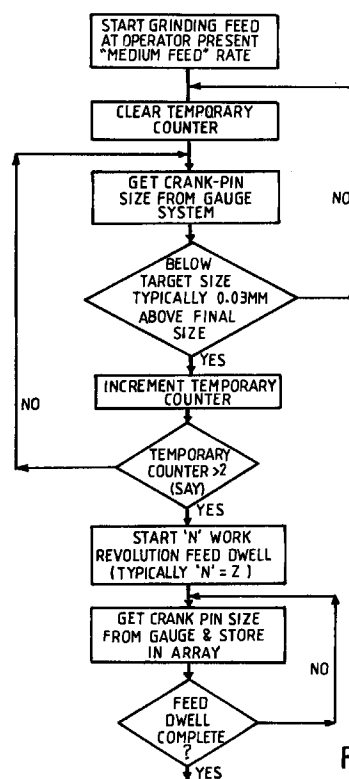 START GRINDING FEED
AT OPERATOR PRESENT
"MEDIUM FEED" RATE
CLEAR TEMPORARY
COUNTER
GET CRANK-PIN
SIZE FROM GAUGE
SYSTEM
NO
BELOW
TARGET SIZE
TYPICALLY 0.03MM
ABOVE FINAL
SIZE
YES
INCREMENT TEMPORARY
COUNTER
NO
TEMPORARY
COUNTER >2
(SAY)
YES
START 'N' WORK
REVOLUTION FEED DWELL
(TYPICALLY 'N' = Z)
GET CRANK PIN SIZE
FROM GAUGE & STORE
IN ARRAY
NO
FEED
DWELL
COMPLETE
?
YES
F